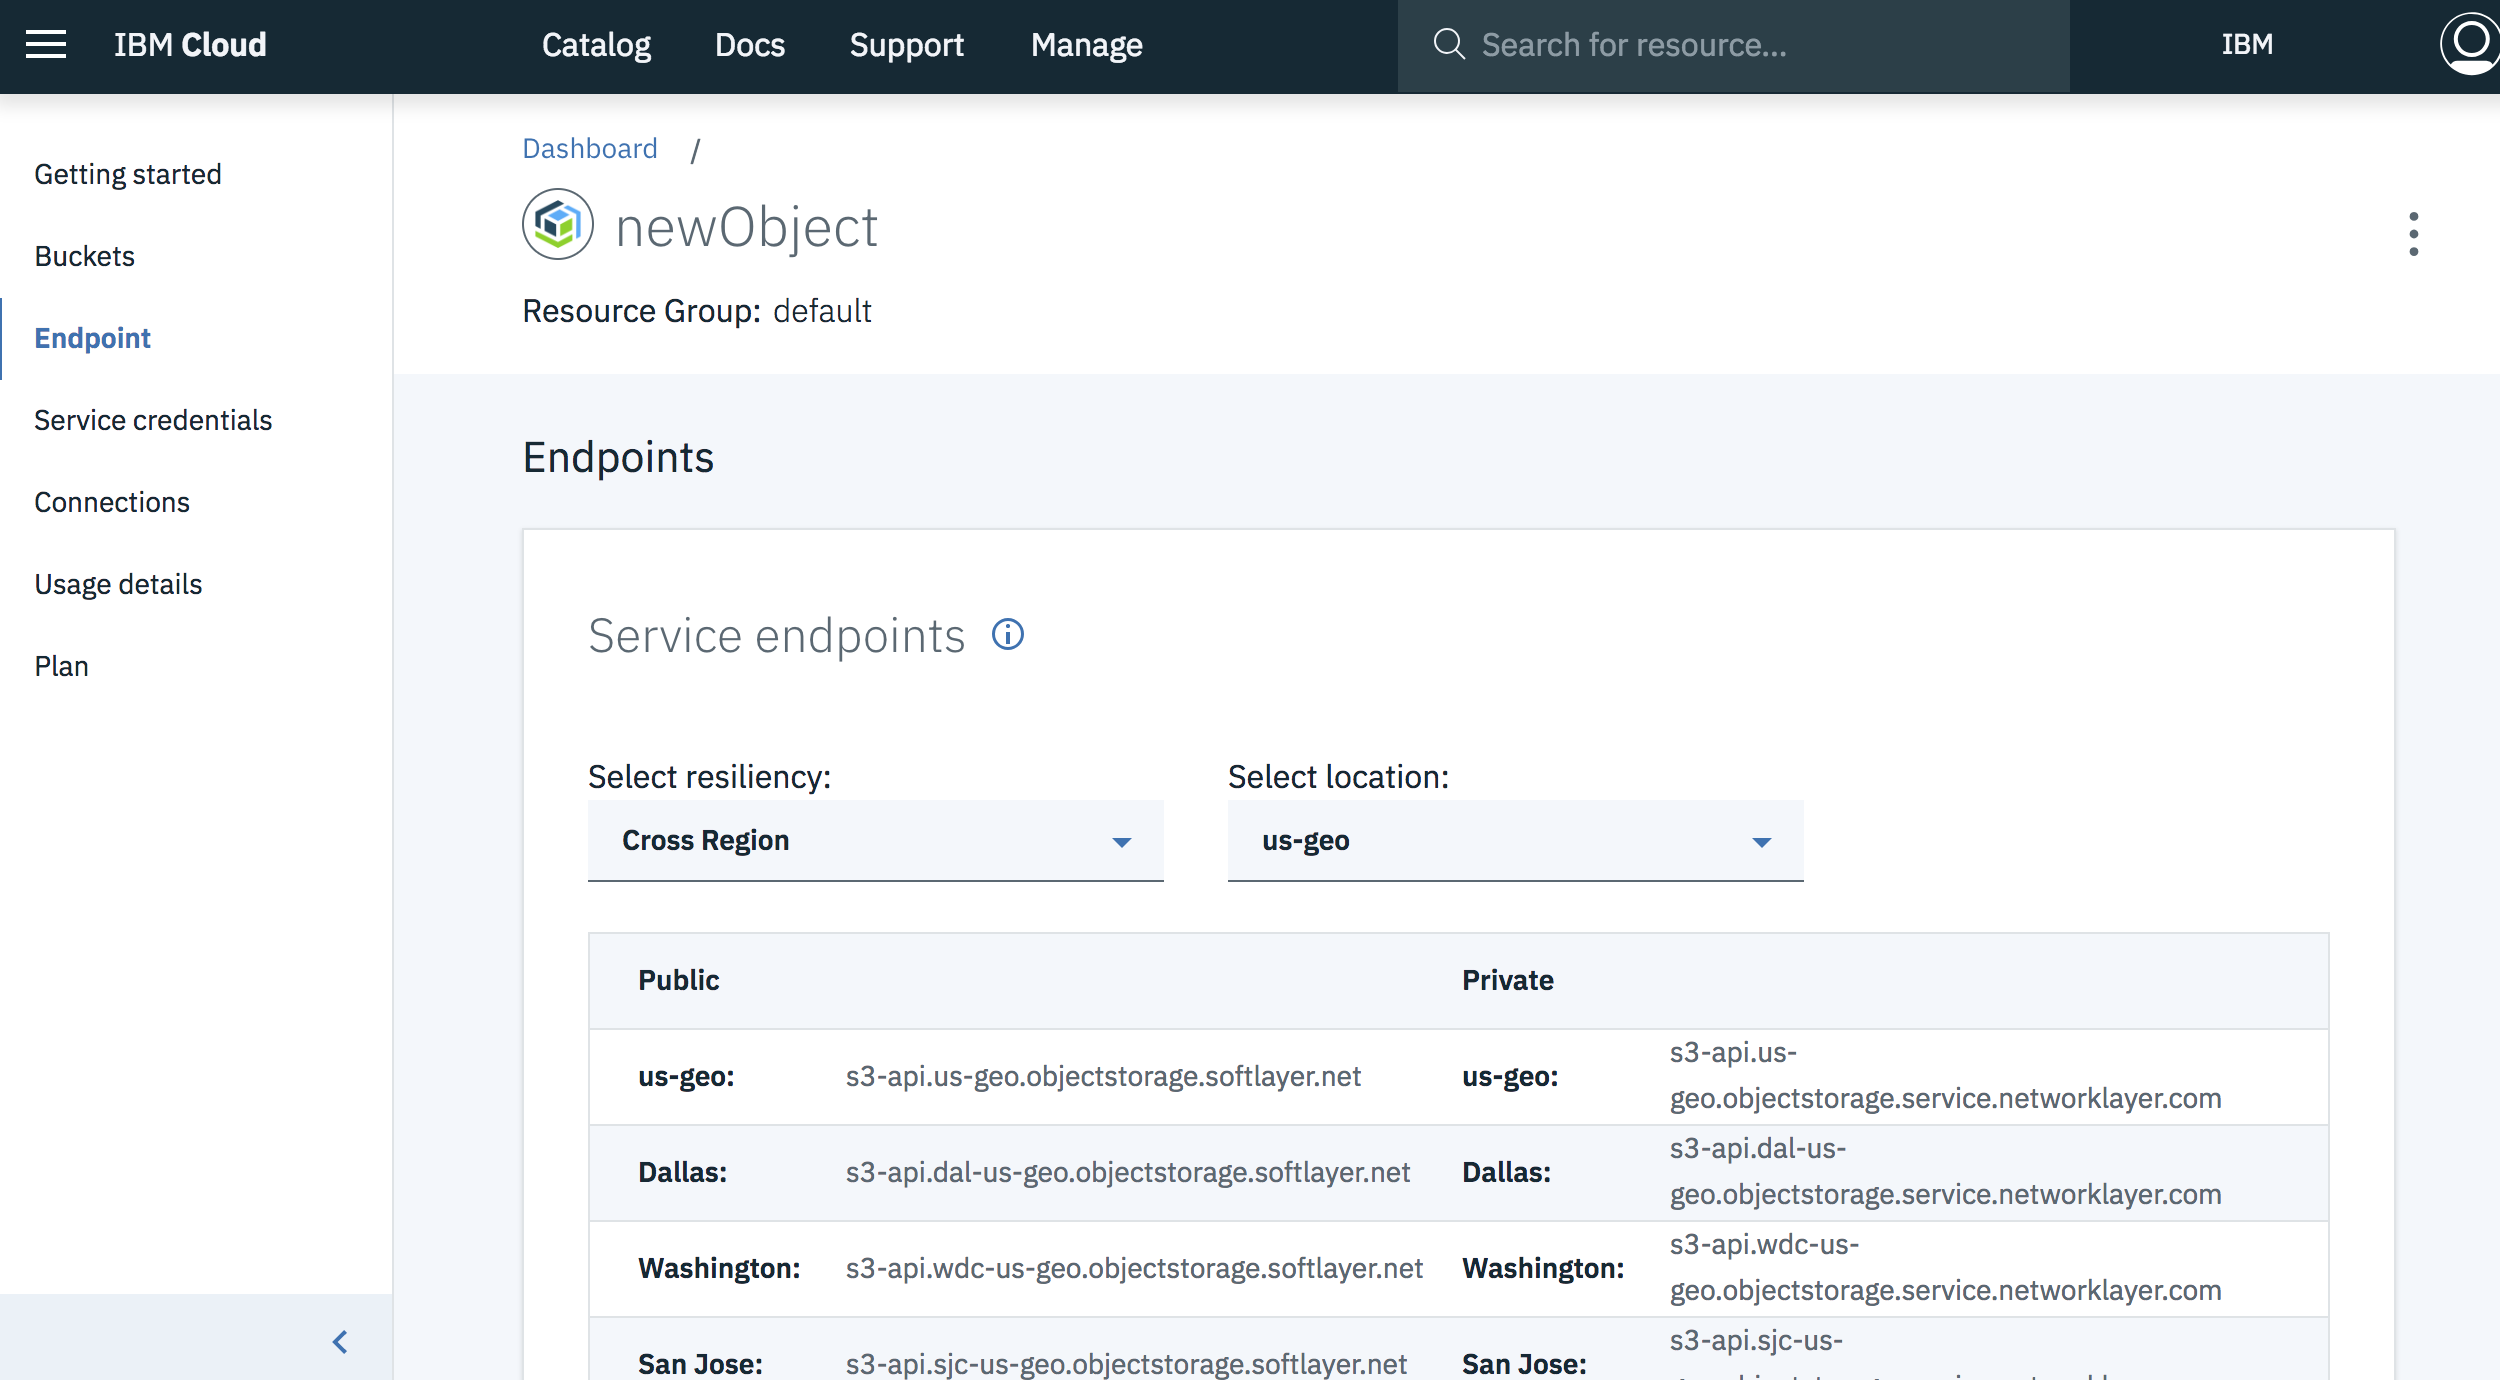 IBM Cloud
Catalog
Docs
Support
Manage
Search for resource...
IBM
Getting started
Buckets
Endpoint
Service credentials
Connections
Usage details
Plan
Dashboard /
newObject
Resource Group: default
Endpoints
Service endpoints
Select resiliency:
Cross Region
Select location:
us-geo
Public
Private
us-geo:
s3-api.us-geo.objectstorage.softlayer.net
us-geo:
s3-api.us-
geo.objectstorage.service.networklayer.com
Dallas:
s3-api.dal-us-geo.objectstorage.softlayer.net
Dallas:
s3-api.dal-us-
geo.objectstorage.service.networklayer.com
Washington:
s3-api.wdc-us-geo.objectstorage.softlayer.net
Washington:
s3-api.wdc-us-
geo.objectstorage.service.networklayer.com
San Jose:
s3-api.sjc-us-geo.objectstorage.softlayer.net
San Jose:
s3-api.sjc-us-